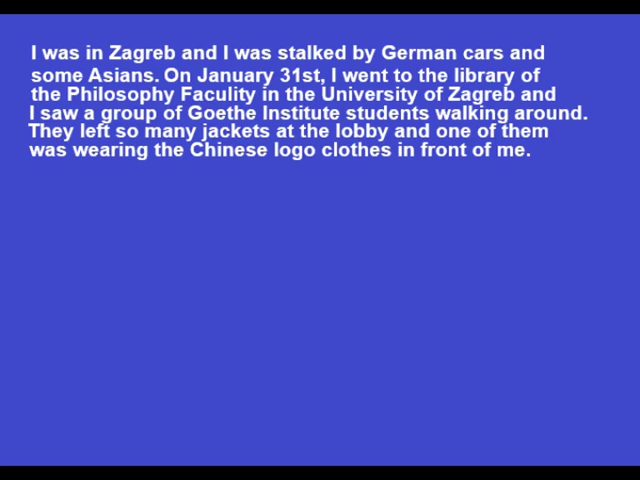 I was in Zagreb and I was stalked by German cars and
some Asians. On January 31st, I went to the library of
the Philosophy Faculity in the University of Zagreb and
I saw a group of Goethe Institute students walking around.
They left so many jackets at the lobby and one of them
was wearing the Chinese logo clothes in front of me.